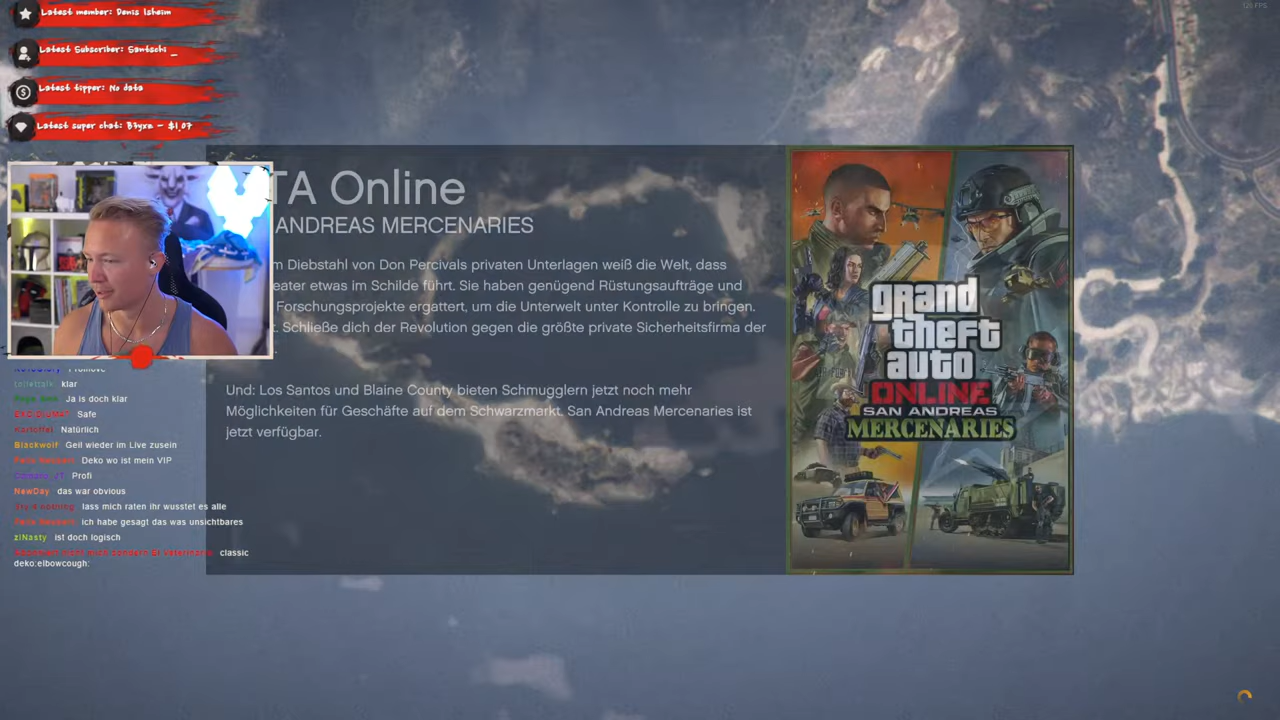 Latest member: Denis Isheim
125 FPS
Latest Subscriber: Santschi _
Latest tipper: No data
Latest super chat: B3yxe - $1,07
TA Online
ANDREAS MERCENARIES
m Diebstahl von Don Percivals privaten Unterlagen weiß die Welt, dass
eater etwas im Schilde führt. Sie haben genügend Rüstungsaufträge und
Forschungsprojekte ergattert, um die Unterwelt unter Kontrolle zu bringen.
t. Schließe dich der Revolution gegen die größte private Sicherheitsfirma der
Und: Los Santos und Blaine County bieten Schmugglern jetzt noch mehr
Möglichkeiten für Geschäfte auf dem Schwarzmarkt. San Andreas Mercenaries ist
jetzt verfügbar.
grand
theft
auto
ONLINE
SAN ANDREAS
MERCENARIES
klar
Ja is doch klar
Safe
Natürlich
Blackwolf Geil wieder im Live zusein
Deko wo ist mein VIP
Profi
NewDay das war obvious
lass mich raten ihr wusstet es alle
ich habe gesagt das was unsichtbares
ziNasty ist doch logisch
classic
deko:elbowcough: